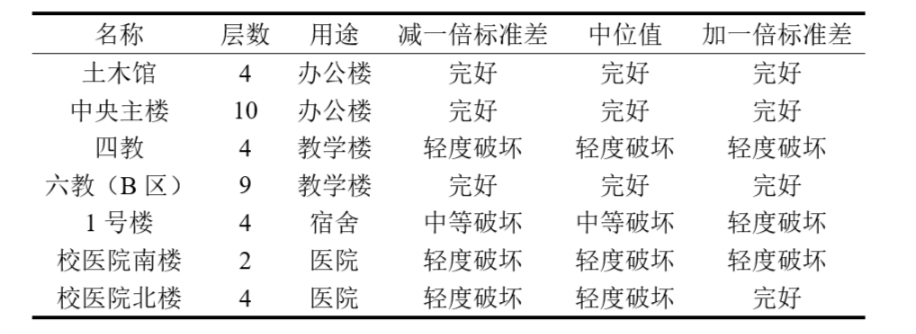 名称 层数 用途 减一倍标准差 中位值 加一倍标准差
土木馆 4 办公楼 完好 完好 完好
中央主楼 10 办公楼 完好 完好 完好
四教 4 教学楼 轻度破坏 轻度破坏 轻度破坏
六教（B 区） 9 教学楼 完好 完好 完好
1 号楼 4 宿舍 中等破坏 中等破坏 轻度破坏
校医院南楼 2 医院 轻度破坏 轻度破坏 轻度破坏
校医院北楼 4 医院 轻度破坏 轻度破坏 完好